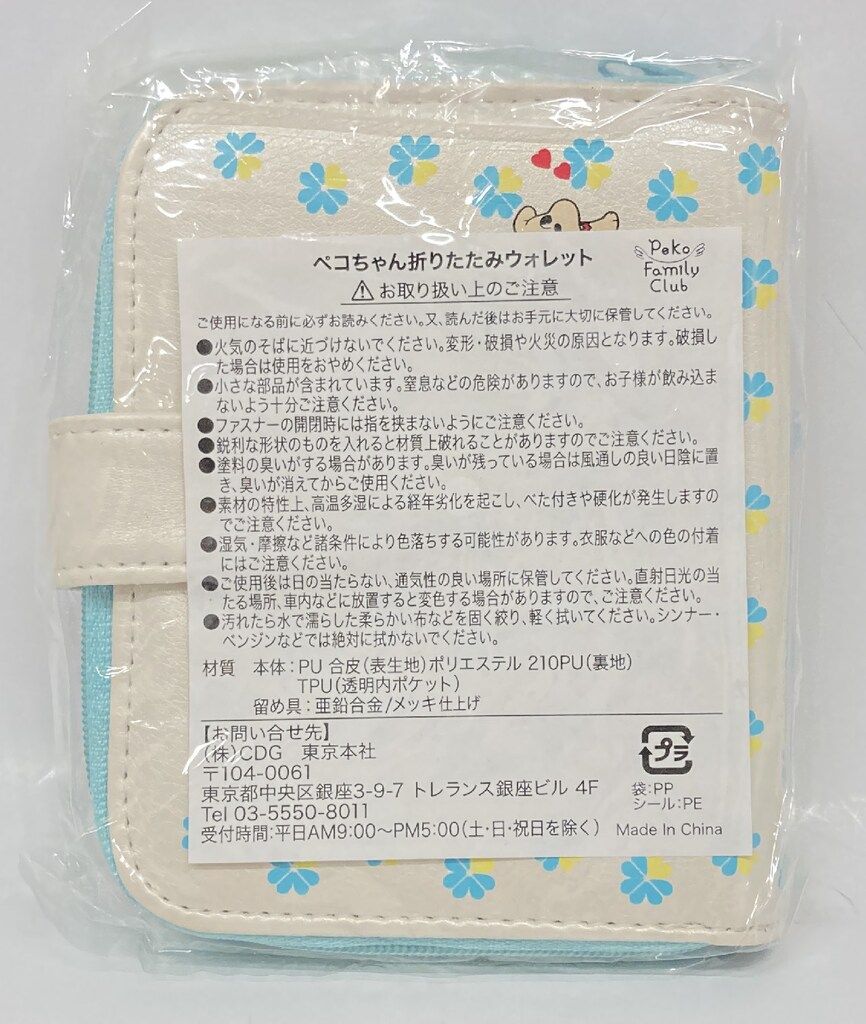 ペコちゃん折りたたみウォレット
Peko
Family
Club
⚠お取り扱い上のご注意
ご使用になる前に必ずお読みください。又、読んだ後はお手元に大切に保管してください。
●火気のそばに近づけないでください。変形・破損や火災の原因となります。破損し
た場合は使用をおやめください。
●小さな部品が含まれています。窒息などの危険がありますので、お子様が飲み込ま
ないよう十分ご注意ください。
●ファスナーの開閉時には指を挟まないようにご注意ください。
●鋭利な形状のものを入れると材質上破れることがありますのでご注意ください。
●塗料の臭いがする場合があります。臭いが残っている場合は風通しの良い日陰に置
き、臭いが消えてからご使用ください。
●素材の特性上、高温多湿による経年劣化を起こし、べた付きや硬化が発生しますの
でご注意ください。
●湿気・摩擦など諸条件により色落ちする可能性があります。衣服などへの色の付着
にはご注意ください。
●ご使用後は日の当たらない、通気性の良い場所に保管してください。直射日光の当
たる場所、車内などに放置すると変色する場合がありますので、ご注意ください。
●汚れたら水で濡らした柔らかい布などを固く絞り、軽く拭いてください。シンナー・
ベンジンなどでは絶対に拭かないでください。
材質 本体:PU 合皮(表生地)ポリエステル 210PU(裏地)
TPU(透明内ポケット)
留め具:亜鉛合金/メッキ仕上げ
【お問い合せ先】
(株)CDG 東京本社
〒104-0061
東京都中央区銀座3-9-7 トレランス銀座ビル 4F
Tel 03-5550-8011
受付時間:平日AM9:00〜PM5:00(土・日・祝日を除く)
プラ
袋:PP
シール:PE
Made In China